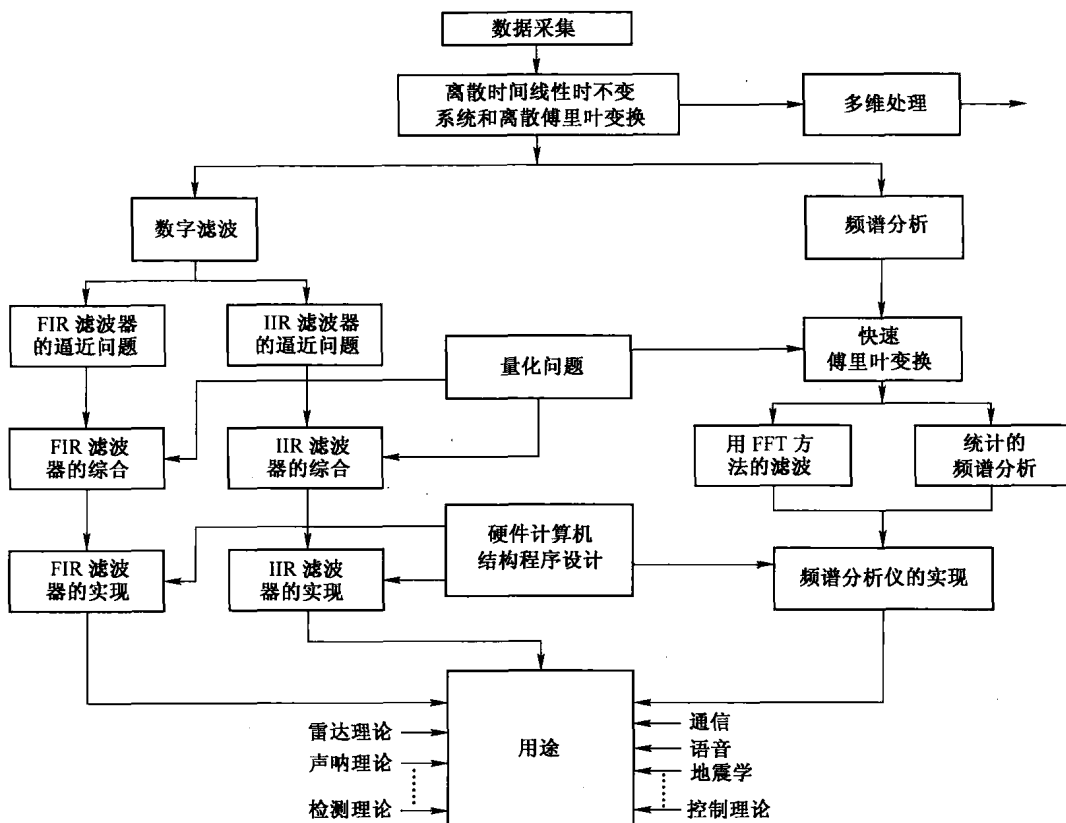 数据采集
离散时间线性时不变
系统和离散傅里叶变换
多维处理
数字滤波
频谱分析
FIR 滤波器
的逼近问题
IIR 滤波器
的逼近问题
量化问题
快速
傅里叶变换
FIR 滤波
器的综合
IIR 滤波
器的综合
用 FFT 方
法的滤波
统计的
频谱分析
硬件计算机
结构程序设计
FIR 滤波
器的实现
IIR 滤波
器的实现
频谱分析仪的实现
用途
雷达理论
声呐理论
检测理论
通信
语音
地震学
控制理论